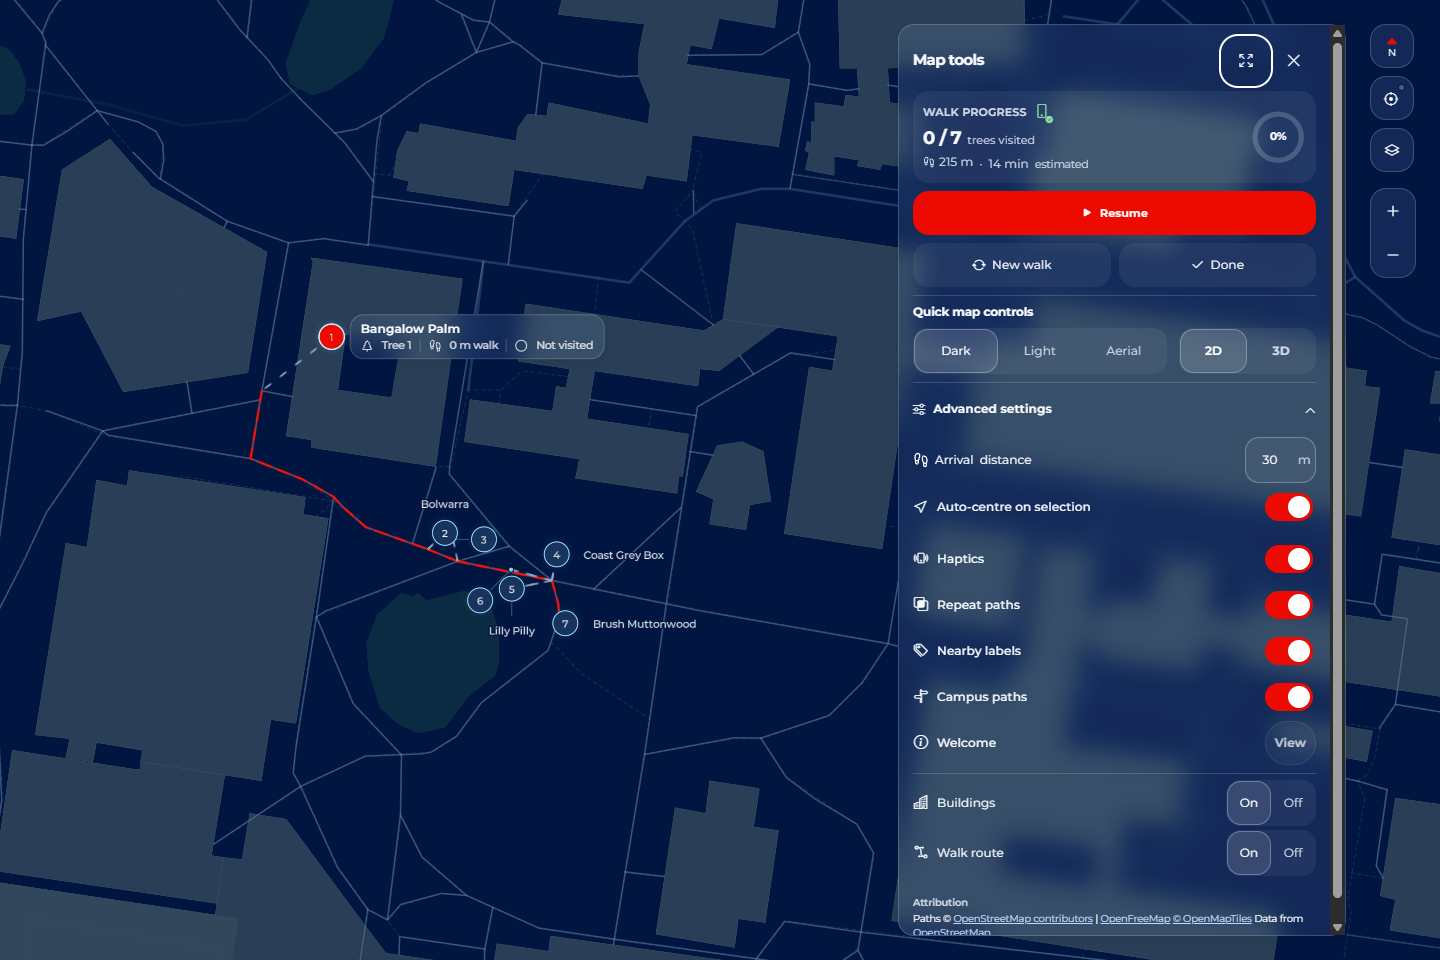 Map tools
N
WALK PROGRESS
0 / 7 trees visited
0%
215 m · 14 min estimated
Resume
New walk
Done
Quick map controls
Dark
Light
Aerial
2D
3D
Advanced settings
Arrival distance
30 m
Auto-centre on selection
Haptics
Repeat paths
Nearby labels
Campus paths
Welcome
View
Buildings
On
Off
Walk route
On
Off
Attribution
Paths © OpenStreetMap contributors | OpenFreeMap © OpenMapTiles Data from
OpenStreetMap
1
Bangalow Palm
Tree 1
0 m walk
Not visited
Bolwarra
2
3
4
Coast Grey Box
5
6
Lilly Pilly
7
Brush Muttonwood